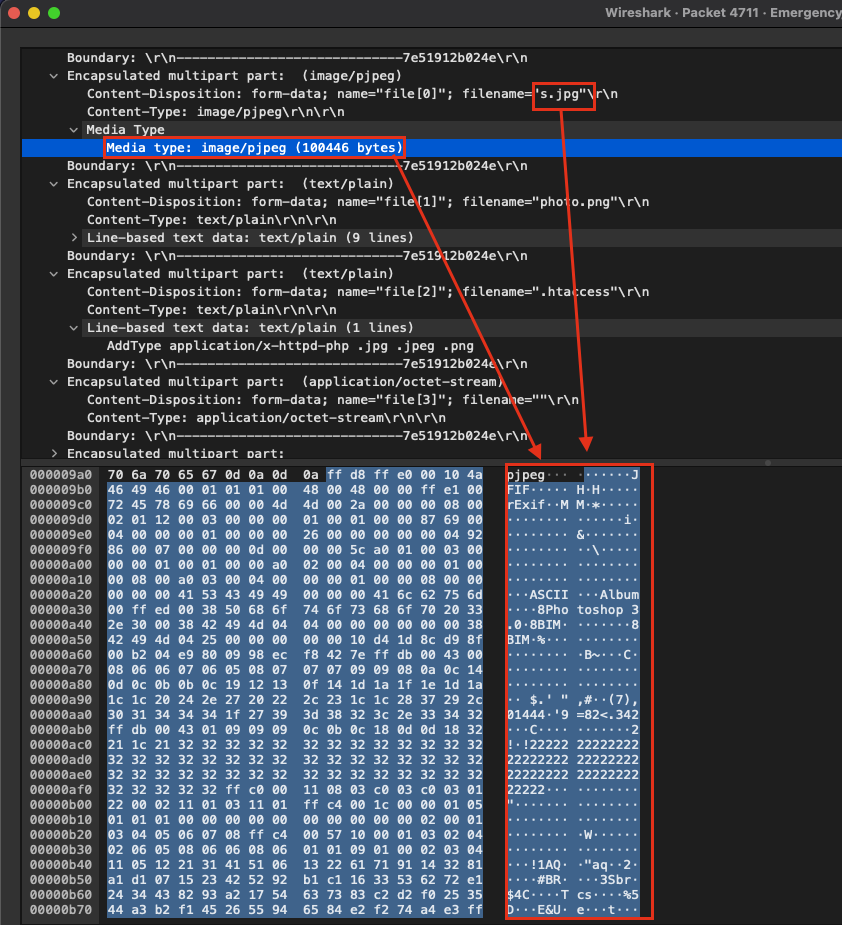 Wireshark · Packet 4711 · Emergency
Boundary: \r\n-----------------------------7e51912b024e\r\n
Encapsulated multipart part:  (image/pjpeg)
Content-Disposition: form-data; name="file[0]"; filename="s.jpg"\r\n
Content-Type: image/pjpeg\r\n\r\n
Media Type
Media type: image/pjpeg (100446 bytes)
Boundary: \r\n-----------------------------7e51912b024e\r\n
Encapsulated multipart part:  (text/plain)
Content-Disposition: form-data; name="file[1]"; filename="photo.png"\r\n
Content-Type: text/plain\r\n\r\n
Line-based text data: text/plain (9 lines)
Boundary: \r\n-----------------------------7e51912b024e\r\n
Encapsulated multipart part:  (text/plain)
Content-Disposition: form-data; name="file[2]"; filename=".htaccess"\r\n
Content-Type: text/plain\r\n\r\n
Line-based text data: text/plain (1 lines)
AddType application/x-httpd-php .jpg .jpeg .png
Boundary: \r\n-----------------------------7e51912b024e\r\n
Encapsulated multipart part:  (application/octet-stream)
Content-Disposition: form-data; name="file[3]"; filename=""\r\n
Content-Type: application/octet-stream\r\n\r\n
Boundary: \r\n-----------------------------7e51912b024e\r\n
Encapsulated multipart part:
000009a0 70 6a 70 65 67 0d 0a 0d 0a ff d8 ff e0 00 10 4a pjpeg··· ·······J
000009b0 46 49 46 00 01 01 01 00 48 00 48 00 00 ff e1 00 FIF····· H·H·····
000009c0 72 45 78 69 66 00 00 4d 4d 00 2a 00 00 00 08 00 rExif··M M·*·····
000009d0 02 01 12 00 03 00 00 00 01 00 01 00 00 87 69 00 ········ ······i·
000009e0 04 00 00 00 01 00 00 00 26 00 00 00 00 00 04 92 ········ &·······
000009f0 86 00 07 00 00 00 0d 00 00 00 5c a0 01 00 03 00 ········ ··\·····
00000a00 00 00 01 00 01 00 00 a0 02 00 04 00 00 00 01 00 ········ ········
00000a10 00 08 00 a0 03 00 04 00 00 00 01 00 00 08 00 00 ········ ········
00000a20 00 00 00 41 53 43 49 49 00 00 00 41 6c 62 75 6d ···ASCII ···Album
00000a30 00 ff ed 00 38 50 68 6f 74 6f 73 68 6f 70 20 33 ····8Pho toshop 3
00000a40 2e 30 00 38 42 49 4d 04 04 00 00 00 00 00 00 38 .0·8BIM· ·······8
00000a50 42 49 4d 04 25 00 00 00 00 00 10 d4 1d 8c d9 8f BIM·%··· ········
00000a60 00 b2 04 e9 80 09 98 ec f8 42 7e ff db 00 43 00 ········ ·B~···C·
00000a70 08 06 06 07 06 05 08 07 07 07 09 09 08 0a 0c 14 ········ ········
00000a80 0d 0c 0b 0b 0c 19 12 13 0f 14 1d 1a 1f 1e 1d 1a ········ ········
00000a90 1c 1c 20 24 2e 27 20 22 2c 23 1c 1c 28 37 29 2c ·· $.' " ,#··(7),
00000aa0 30 31 34 34 34 1f 27 39 3d 38 32 3c 2e 33 34 32 01444·'9 =82<.342
00000ab0 ff db 00 43 01 09 09 09 0c 0b 0c 18 0d 0d 18 32 ···C···· ·······2
00000ac0 21 1c 21 32 32 32 32 32 32 32 32 32 32 32 32 32 !·!22222 22222222
00000ad0 32 32 32 32 32 32 32 32 32 32 32 32 32 32 32 32 22222222 22222222
00000ae0 32 32 32 32 32 32 32 32 32 32 32 32 32 32 32 32 22222222 22222222
00000af0 32 32 32 32 32 ff c0 00 11 08 03 c0 03 c0 03 01 22222··· ········
00000b00 22 00 02 11 01 03 11 01 ff c4 00 1c 00 00 01 05 "······· ········
00000b10 01 01 01 00 00 00 00 00 00 00 00 00 00 02 00 01 ········ ········
00000b20 03 04 05 06 07 08 ff c4 00 57 10 00 01 03 02 04 ········ ·W······
00000b30 02 06 05 08 06 06 08 06 01 01 09 01 00 02 03 04 ········ ········
00000b40 11 05 12 21 31 41 51 06 13 22 61 71 91 14 32 81 ···!1AQ· ·"aq··2·
00000b50 a1 d1 07 15 23 42 52 92 b1 c1 16 33 53 62 72 e1 ····#BR· ···3Sbr·
00000b60 24 34 43 82 93 a2 17 54 63 73 83 c2 d2 f0 25 35 $4C····T cs····%5
00000b70 44 a3 b2 f1 45 26 55 94 65 84 e2 f2 74 a4 e3 ff D···E&U· e···t···